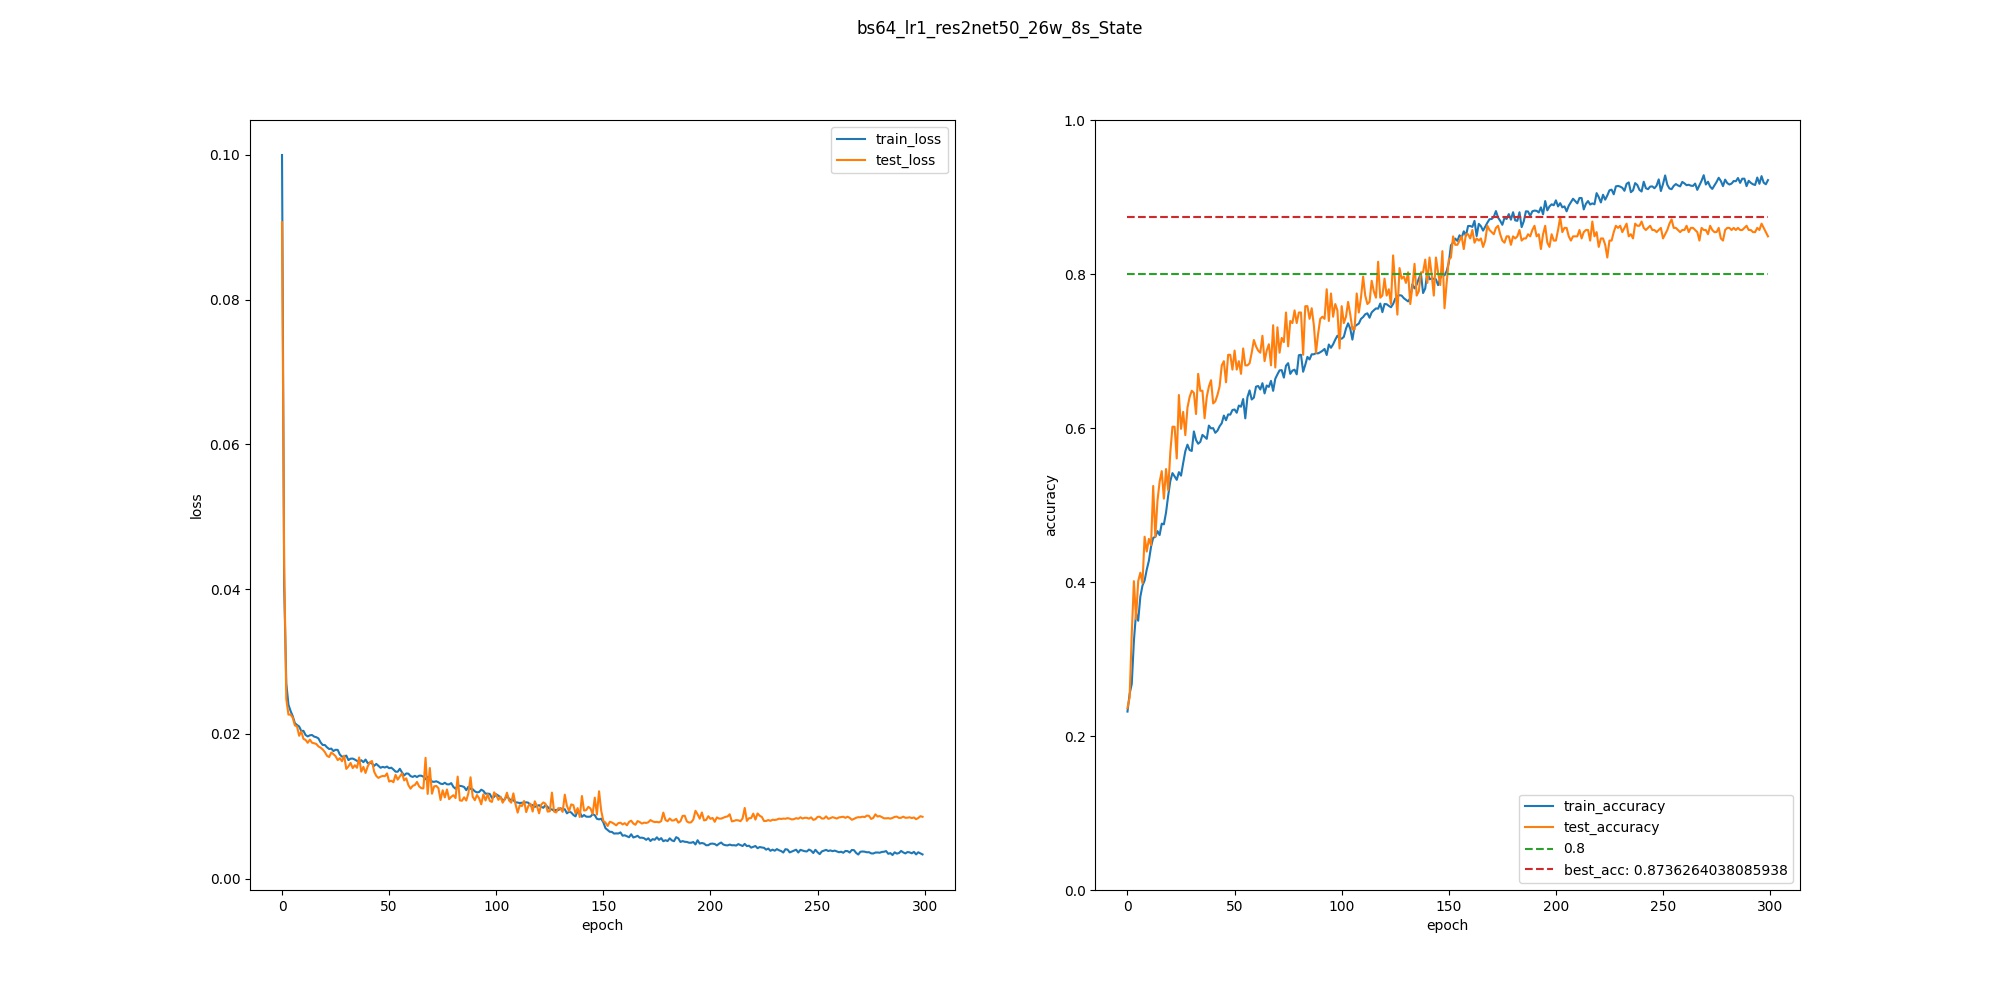 bs64_lr1_res2net50_26w_8s_State
train_loss
test_loss
0.10
0.08
0.06
0.04
0.02
0.00
loss
0 50 100 150 200 250 300
epoch
1.0
0.8
0.6
0.4
0.2
0.0
accuracy
train_accuracy
test_accuracy
0.8
best_acc: 0.8736264038085938
0 50 100 150 200 250 300
epoch